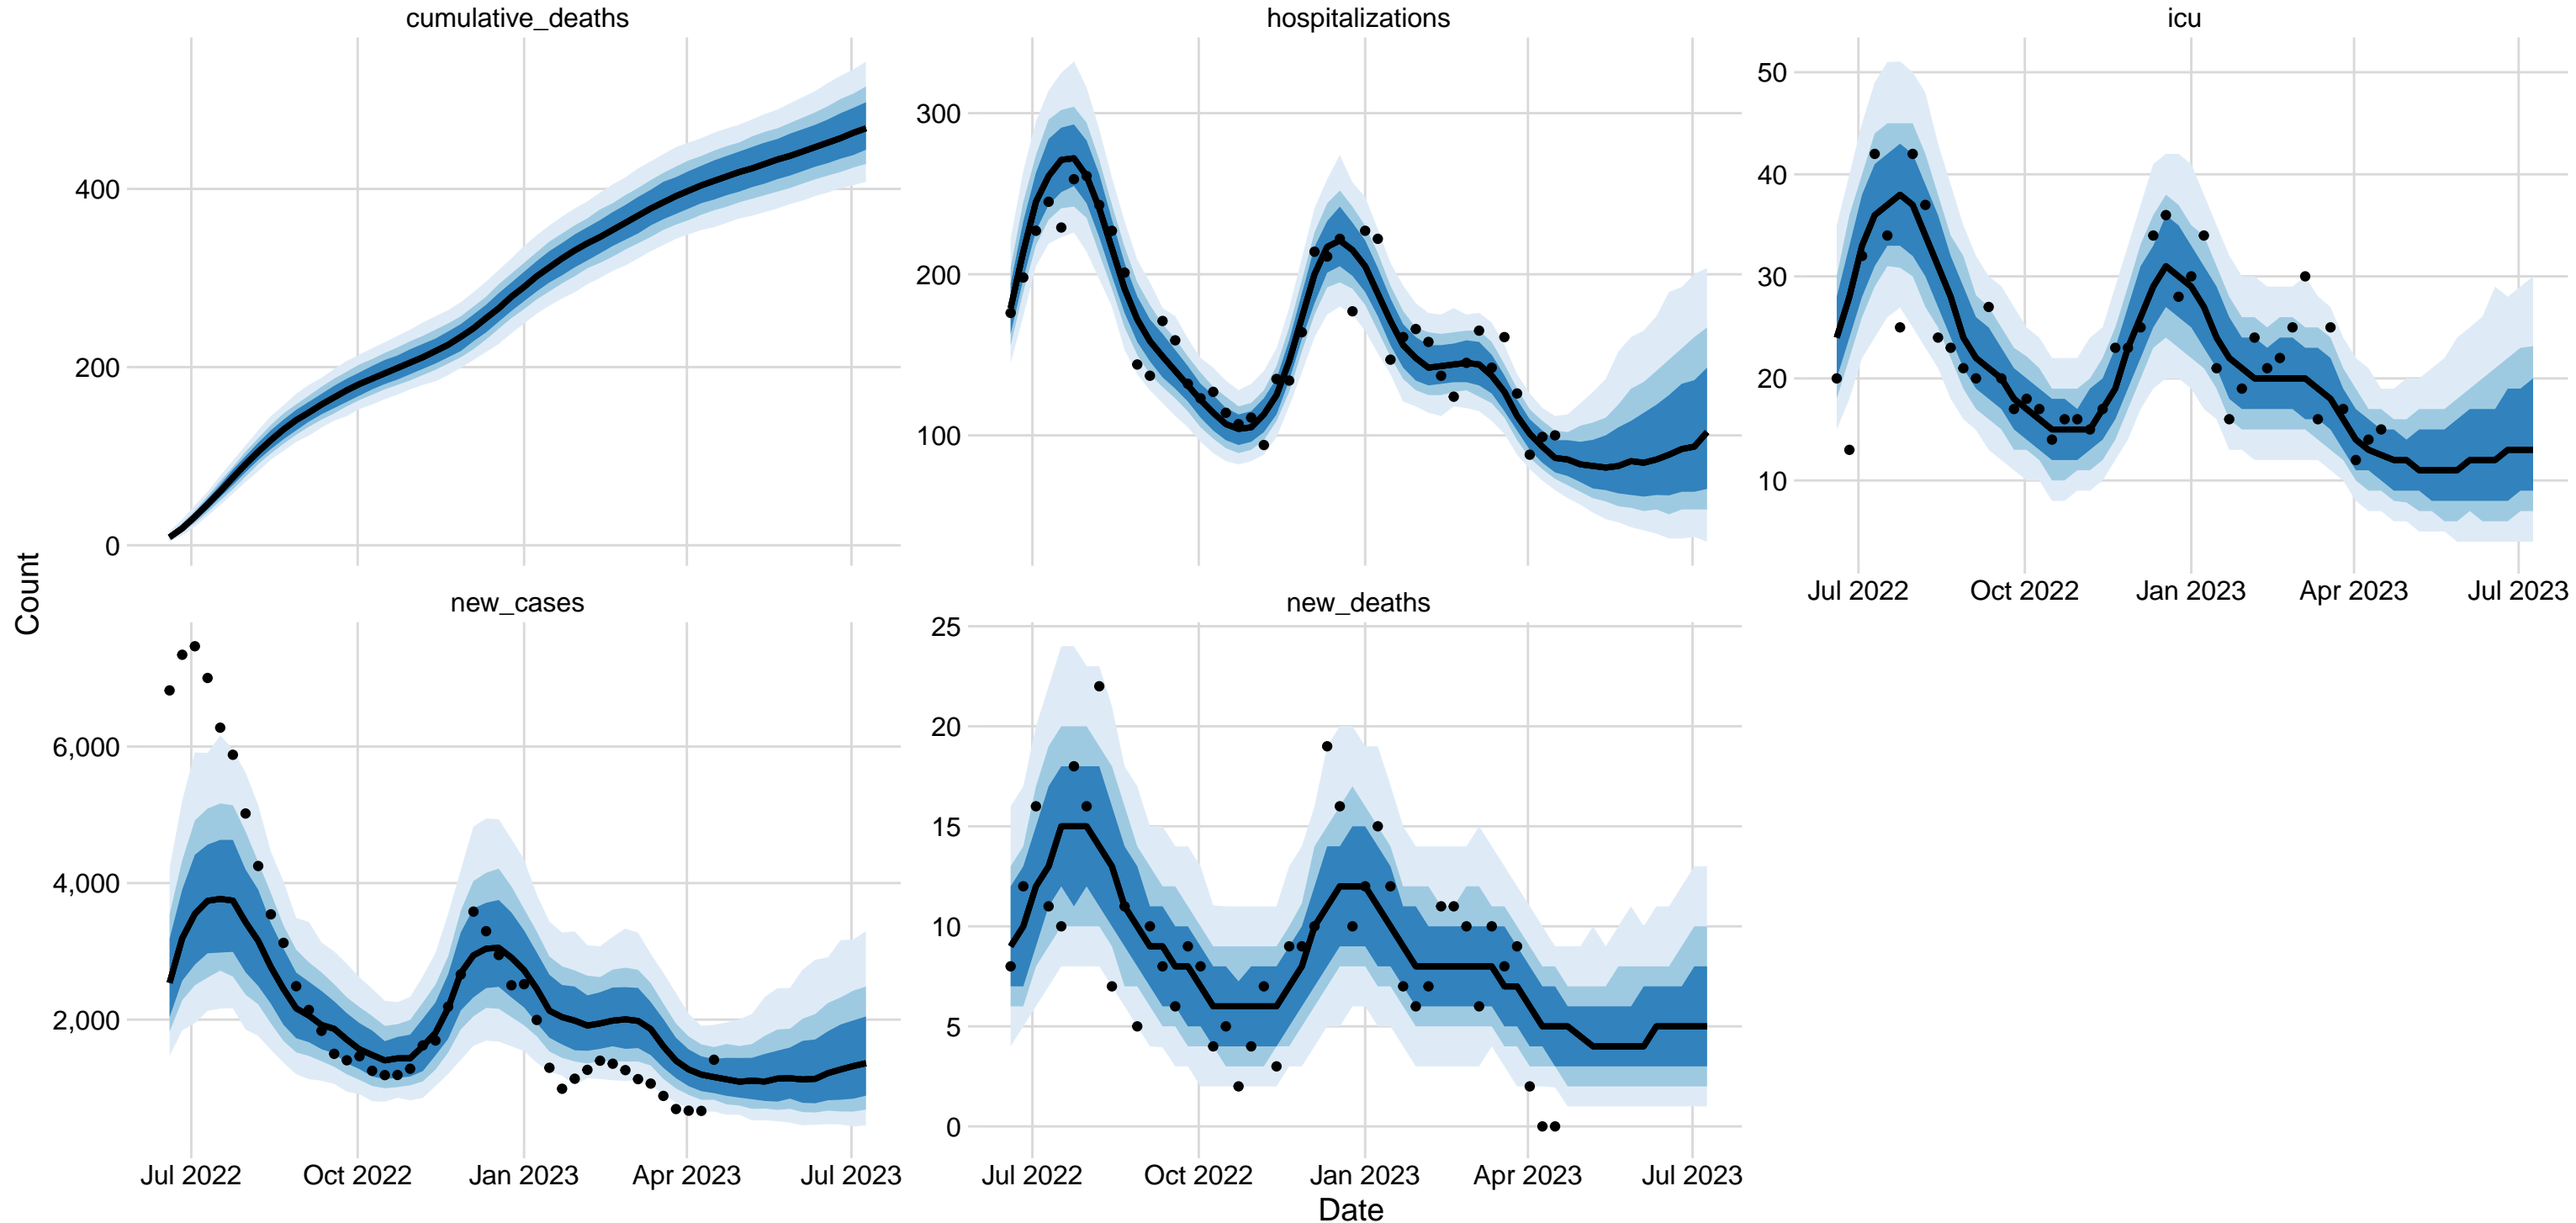 cumulative_deaths
hospitalizations
icu
400
200
0
300
200
100
50
40
30
20
10
Jul 2022
Oct 2022
Jan 2023
Apr 2023
Jul 2023
Count
new_cases
new_deaths
6,000
4,000
2,000
25
20
15
10
5
0
Jul 2022
Oct 2022
Jan 2023
Apr 2023
Jul 2023
Jul 2022
Oct 2022
Jan 2023
Apr 2023
Jul 2023
Date